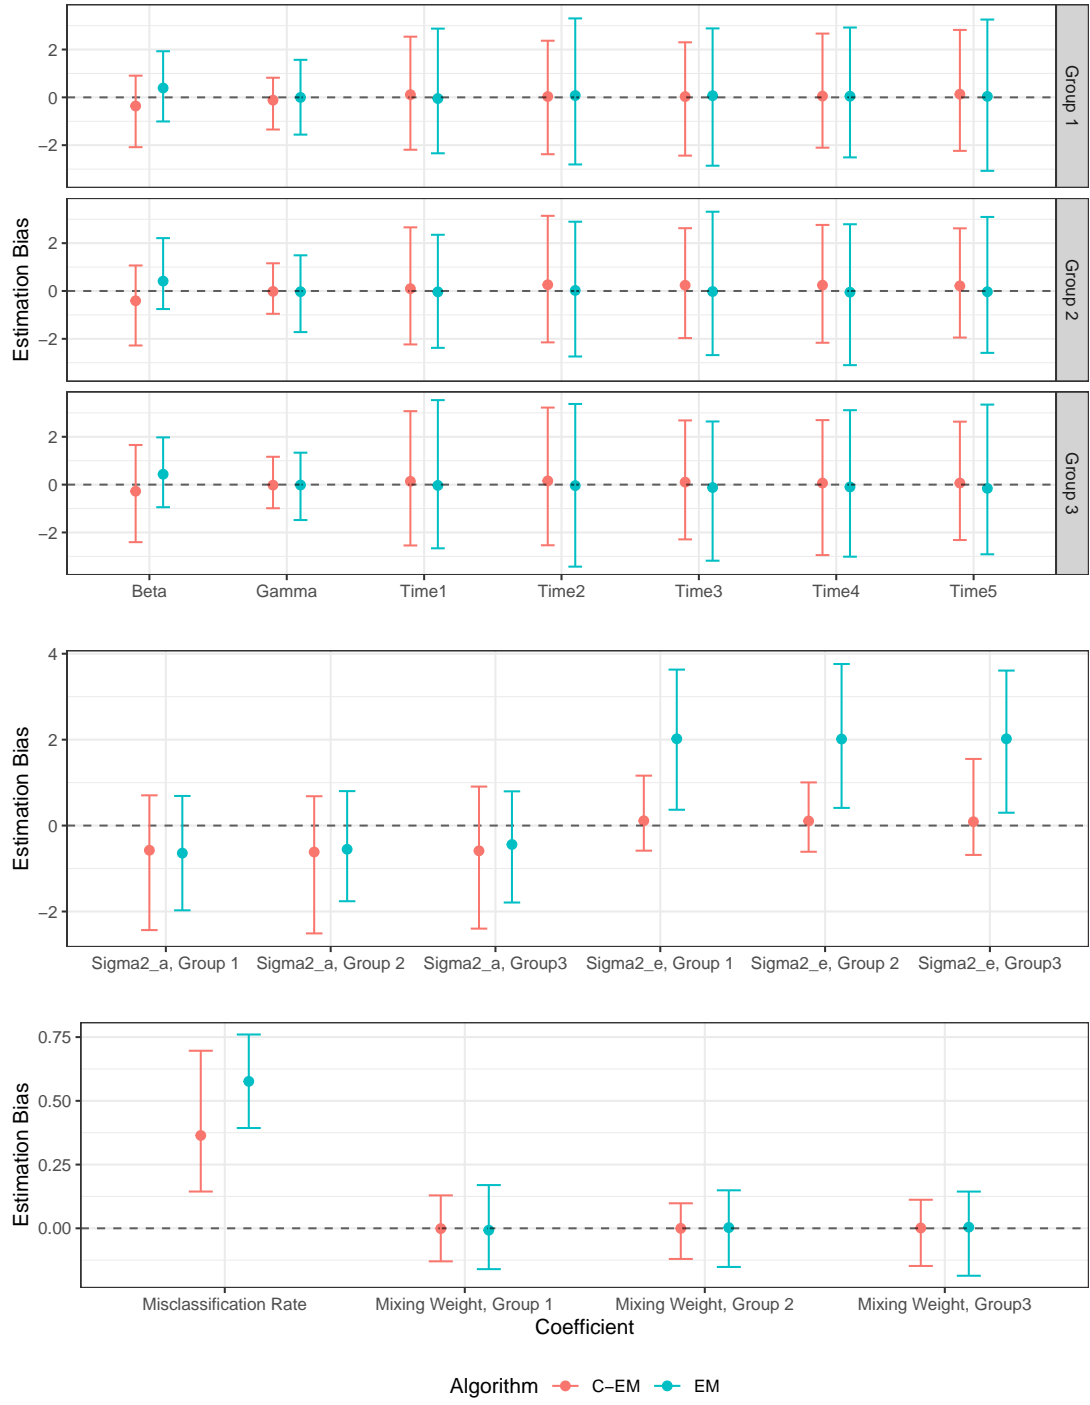 2
0
−2
Group 1
2
0
−2
Group 2
Estimation Bias
2
0
−2
Group 3
Beta Gamma Time1 Time2 Time3 Time4 Time5
4
2
0
−2
Estimation Bias
Sigma2_a, Group 1 Sigma2_a, Group 2 Sigma2_a, Group3 Sigma2_e, Group 1 Sigma2_e, Group 2 Sigma2_e, Group3
0.75
0.50
0.25
0.00
Estimation Bias
Misclassification Rate Mixing Weight, Group 1 Mixing Weight, Group 2 Mixing Weight, Group3
Coefficient
Algorithm C−EM EM